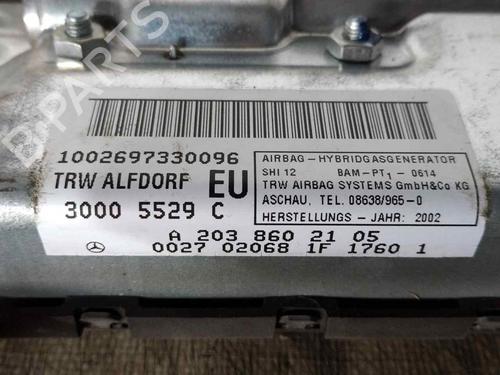 B-PARTS
1002697330096
TRW ALFDORF EU
3000 5529 C
AIRBAG - HYBRIDGASGENERATOR
SHI 12 BAM-PT1 - 0614
TRW AIRBAG SYSTEMS GmbH&Co KG
ASCHAU, TEL. 08638/965-0
HERSTELLUNGS - JAHR: 2002
A 203 860 21 05
0027 02068 1F 1760 1